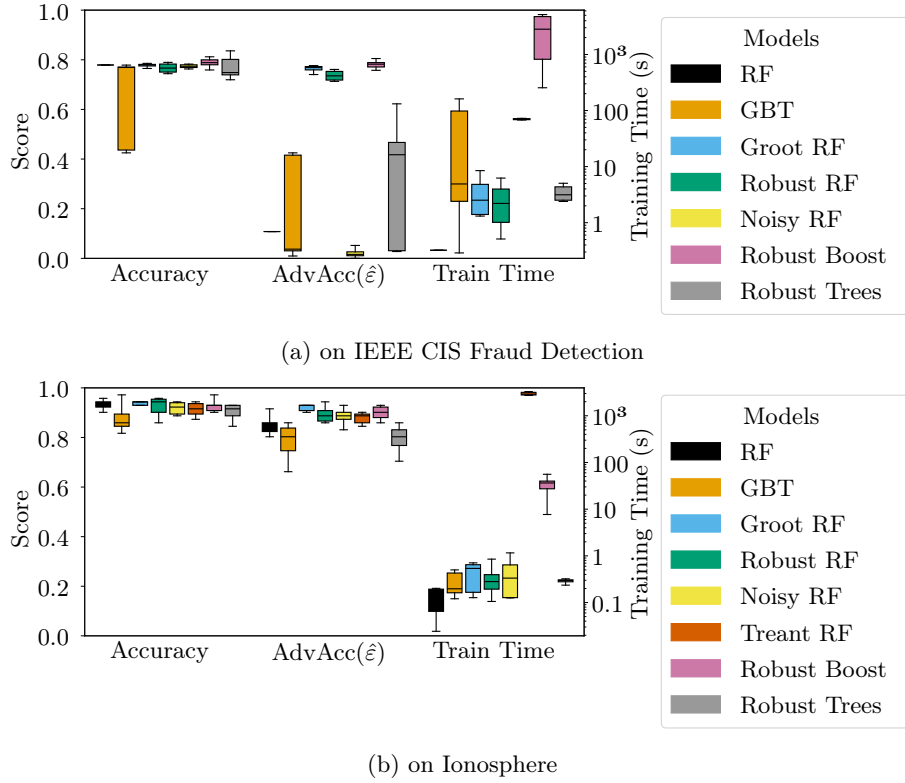 1.0
0.8
0.6
0.4
0.2
0.0
Score
Accuracy
AdvAcc(ε̂)
Train Time
10³
100
10
1
Training Time (s)
Models
RF
GBT
Groot RF
Robust RF
Noisy RF
Robust Boost
Robust Trees
(a) on IEEE CIS Fraud Detection
1.0
0.8
0.6
0.4
0.2
0.0
Score
Accuracy
AdvAcc(ε̂)
Train Time
10³
100
10
1
0.1
Training Time (s)
Models
RF
GBT
Groot RF
Robust RF
Noisy RF
Treant RF
Robust Boost
Robust Trees
(b) on Ionosphere